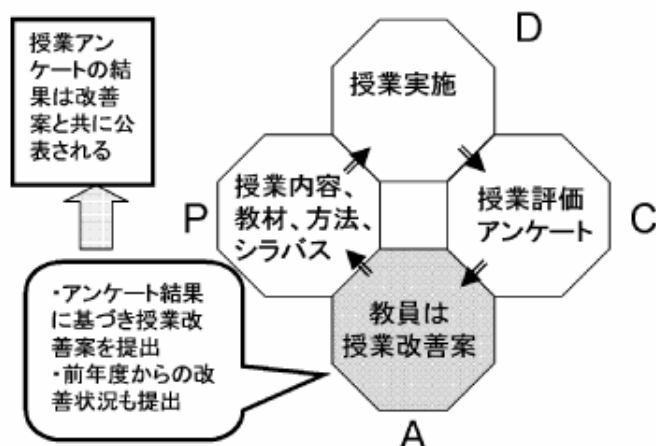 授業アン
ケートの結
果は改善
案と共に公
表される
D
授業実施
P
授業内容、
教材、方法、
シラバス
授業評価
アンケート
C
・アンケート結果
に基づき授業改
善案を提出
・前年度からの改
善状況も提出
教員は
授業改善案
A